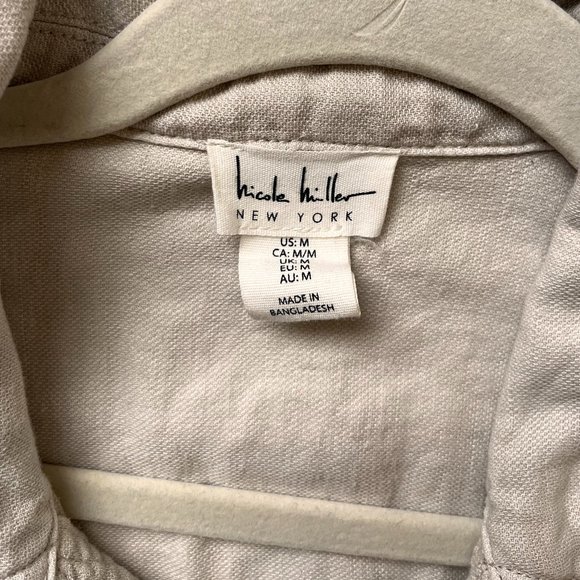 Nicole Miller
NEW YORK
US: M
CA: M/M
UK: M
EU: M
AU: M
MADE IN
BANGLADESH